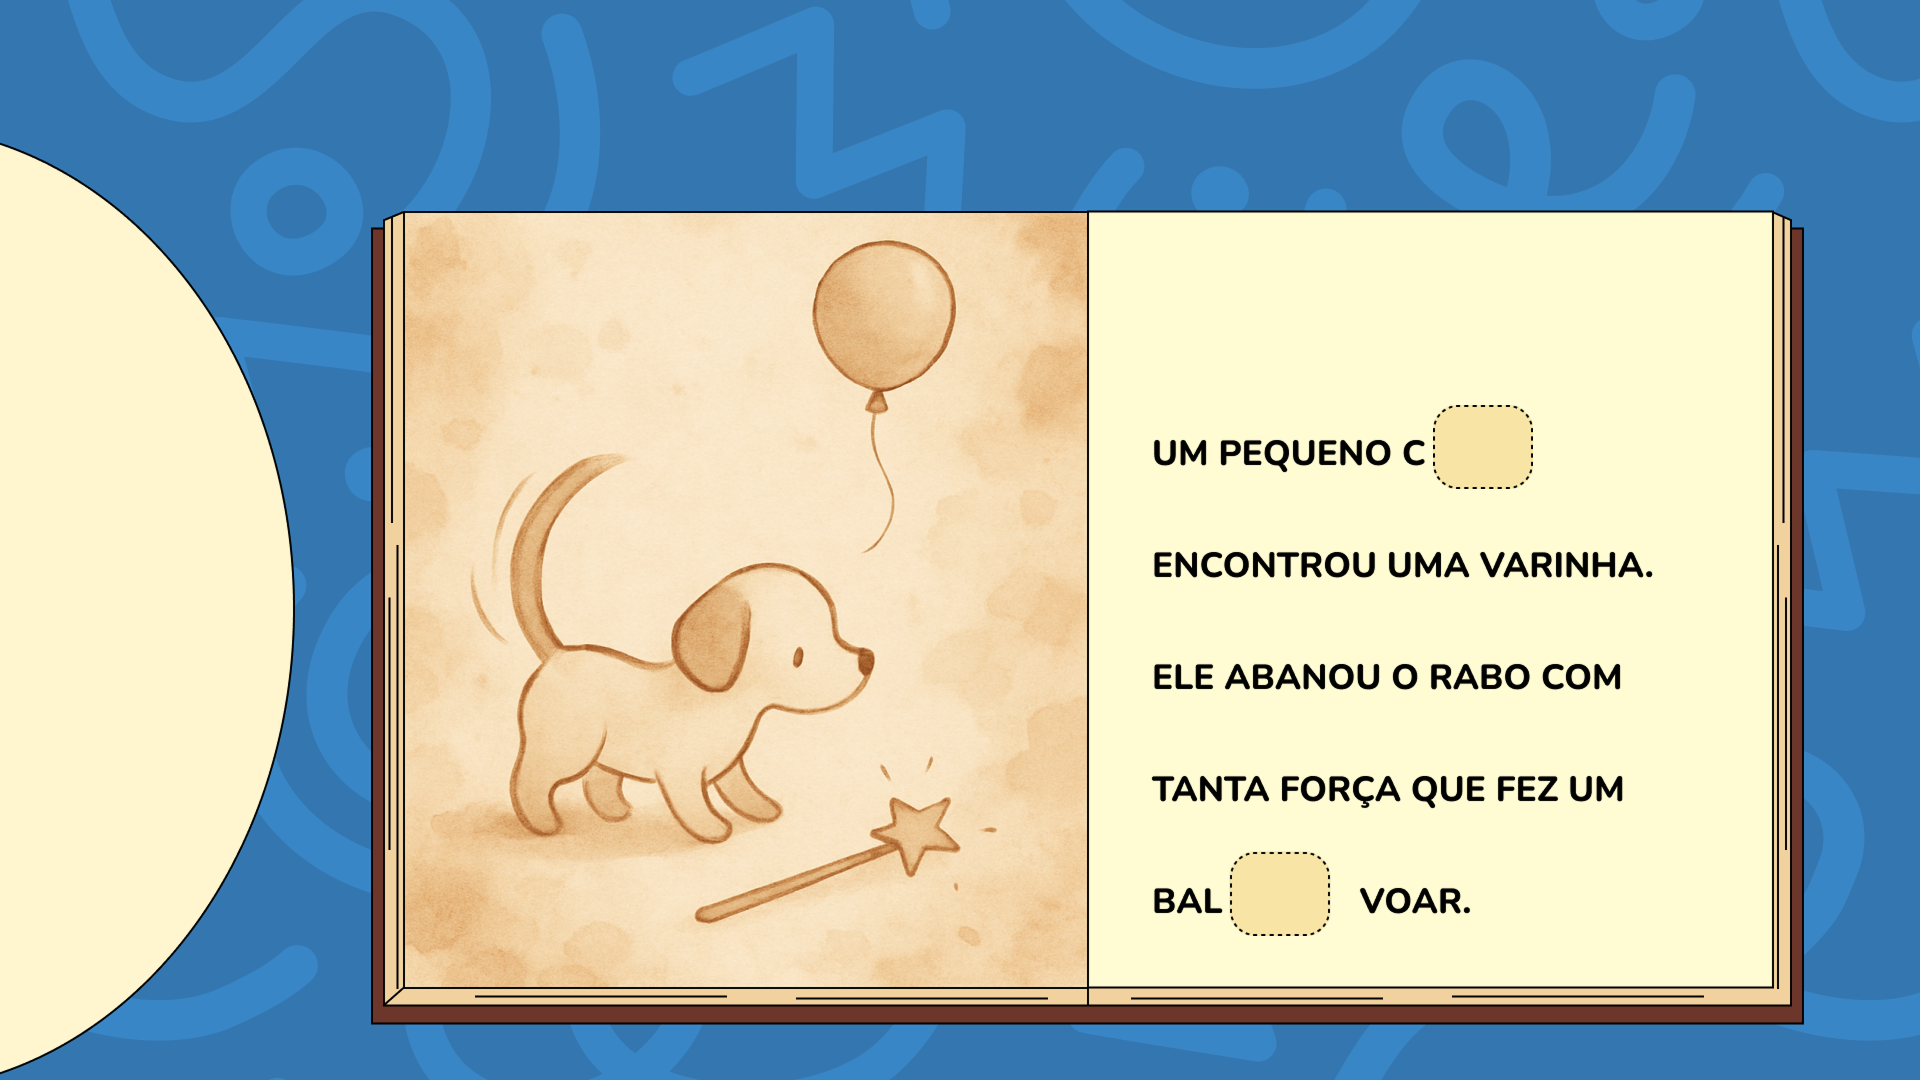 UM PEQUENO C
ENCONTROU UMA VARINHA.
ELE ABANOU O RABO COM
TANTA FORÇA QUE FEZ UM
BAL VOAR.